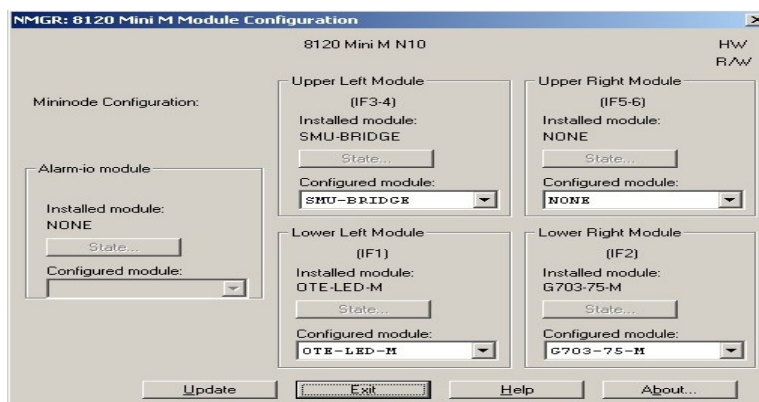 NMGR: 8120 Mini M Module Configuration
8120 Mini M N10
HW
R/W
Mininode Configuration:
Upper Left Module
(IF3-4)
Installed module:
SMU-BRIDGE
State...
Configured module:
SMU-BRIDGE
Upper Right Module
(IF5-6)
Installed module:
NONE
State...
Configured module:
NONE
Alarm-io module
Installed module:
NONE
State...
Configured module:
Lower Left Module
(IF1)
Installed module:
OTE-LED-M
State...
Configured module:
OTE-LED-M
Lower Right Module
(IF2)
Installed module:
G703-75-M
State...
Configured module:
G703-75-M
Update
Exit
Help
About...